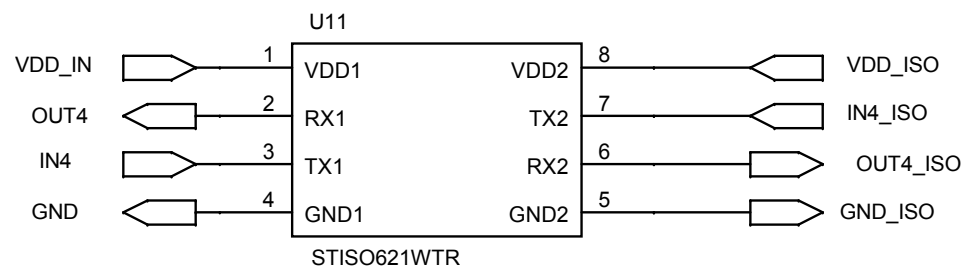 U11
VDD_IN 1 VDD1 VDD2 8 VDD_ISO
OUT4 2 RX1 TX2 7 IN4_ISO
IN4 3 TX1 RX2 6 OUT4_ISO
GND 4 GND1 GND2 5 GND_ISO
STISO621WTR